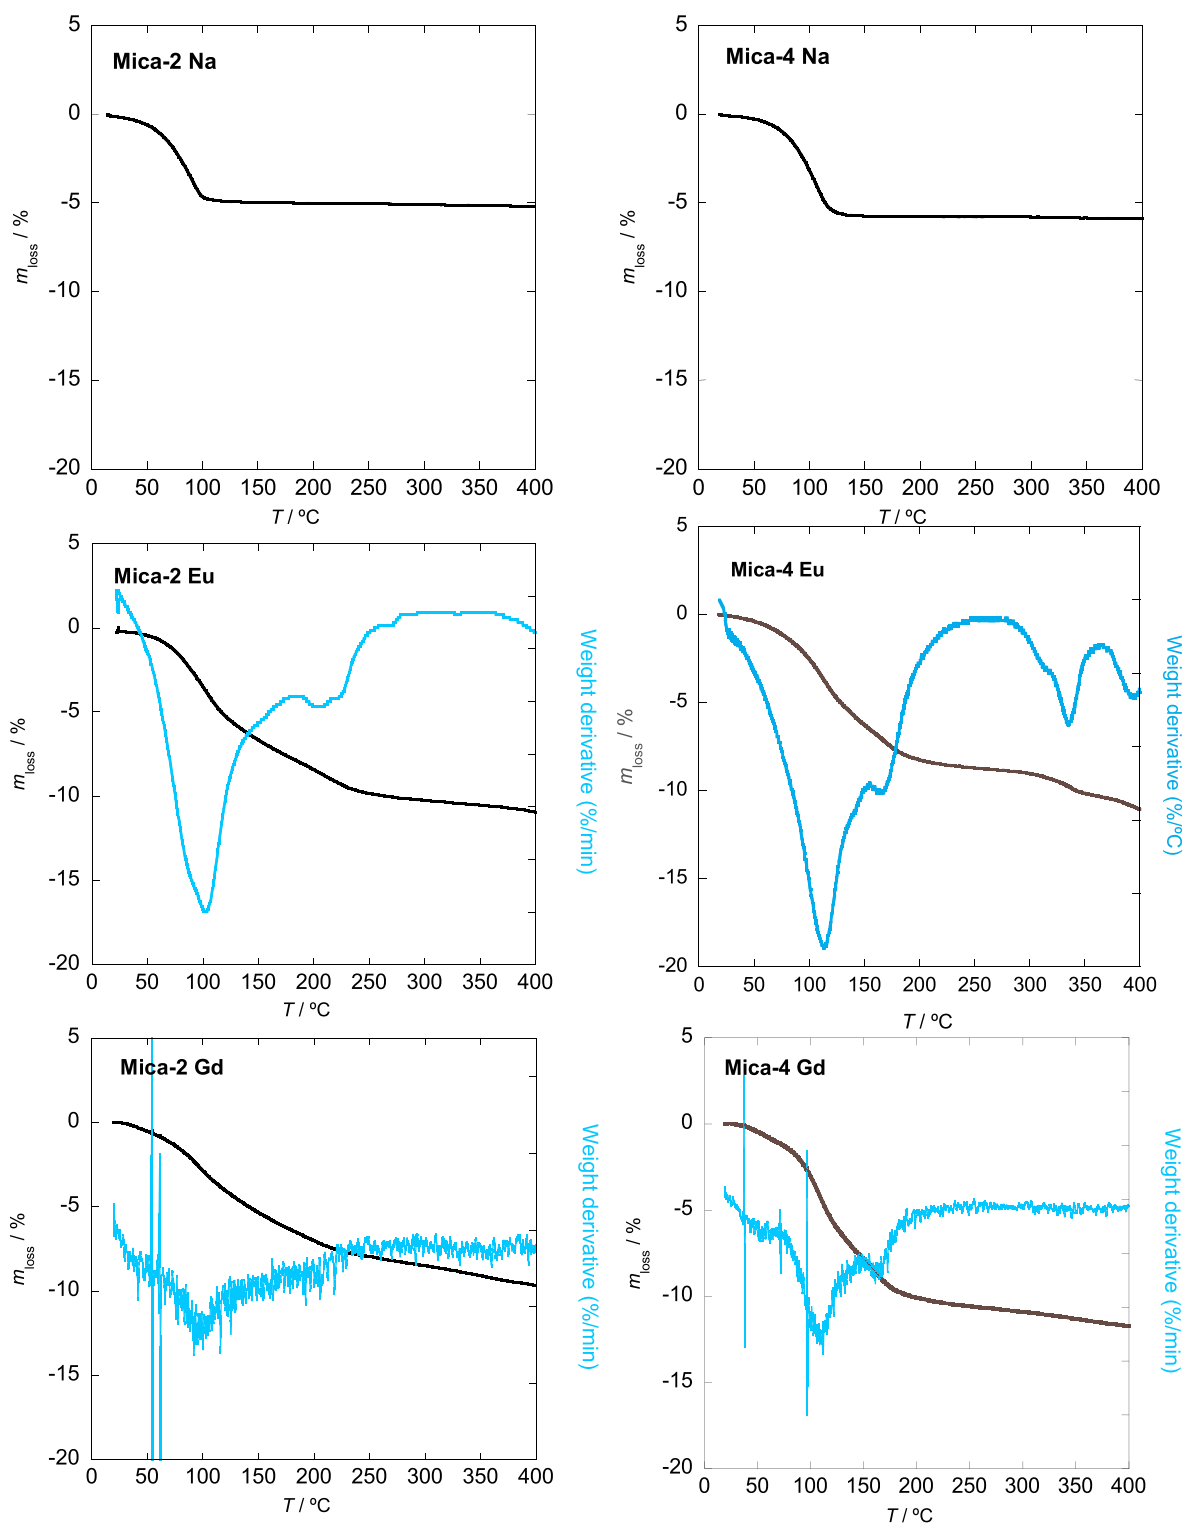 Mica-2 Na
5
0
-5
-10
-15
-20
m_loss / %
0 50 100 150 200 250 300 350 400
T / ºC
Mica-4 Na
5
0
-5
-10
-15
-20
m_loss / %
0 50 100 150 200 250 300 350 400
T / ºC
Mica-2 Eu
5
0
-5
-10
-15
-20
m_loss / %
Weight derivative (%/min)
0 50 100 150 200 250 300 350 400
T / ºC
Mica-4 Eu
5
0
-5
-10
-15
-20
m_loss / %
Weight derivative (%/ºC)
0 50 100 150 200 250 300 350 400
T / ºC
Mica-2 Gd
5
0
-5
-10
-15
-20
m_loss / %
Weight derivative (%/min)
0 50 100 150 200 250 300 350 400
T / ºC
Mica-4 Gd
5
0
-5
-10
-15
-20
m_loss / %
Weight derivative (%/min)
0 50 100 150 200 250 300 350 400
T / ºC